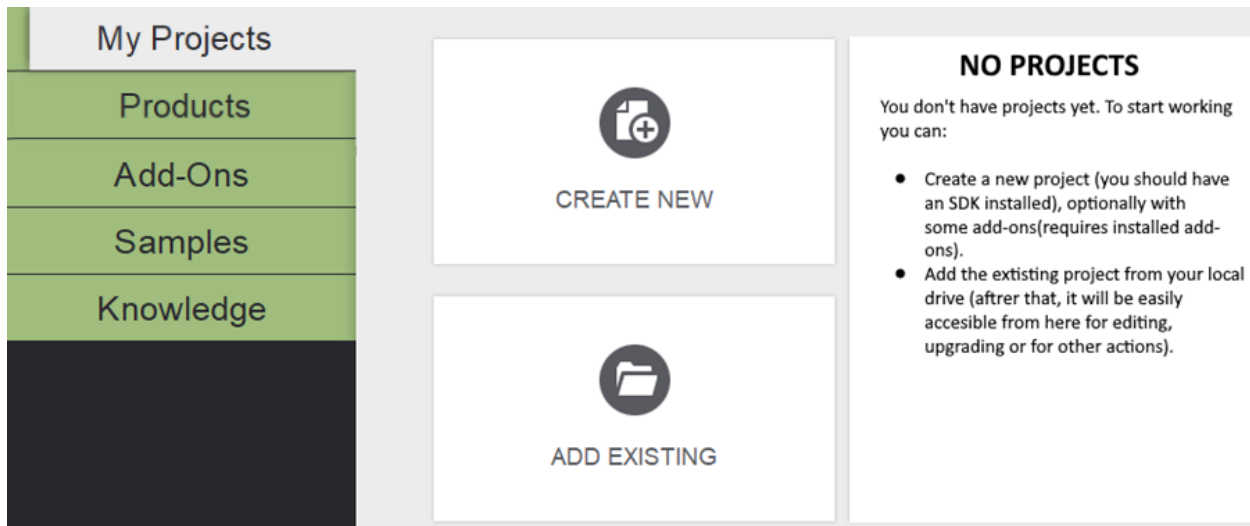 My Projects
Products
Add-Ons
Samples
Knowledge
CREATE NEW
ADD EXISTING
NO PROJECTS
You don't have projects yet. To start working
you can:
● Create a new project (you should have
an SDK installed), optionally with
some add-ons(requires installed add-
ons).
● Add the extisting project from your local
drive (aftrer that, it will be easily
accesible from here for editing,
upgrading or for other actions).